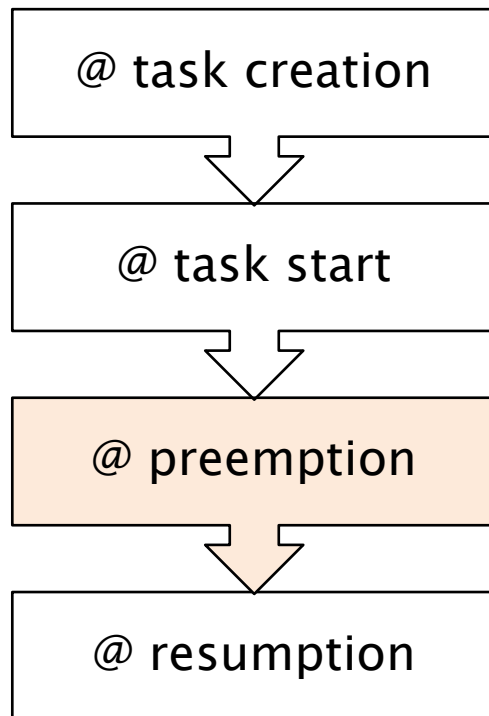 @ task creation
@ task start
@ preemption
@ resumption